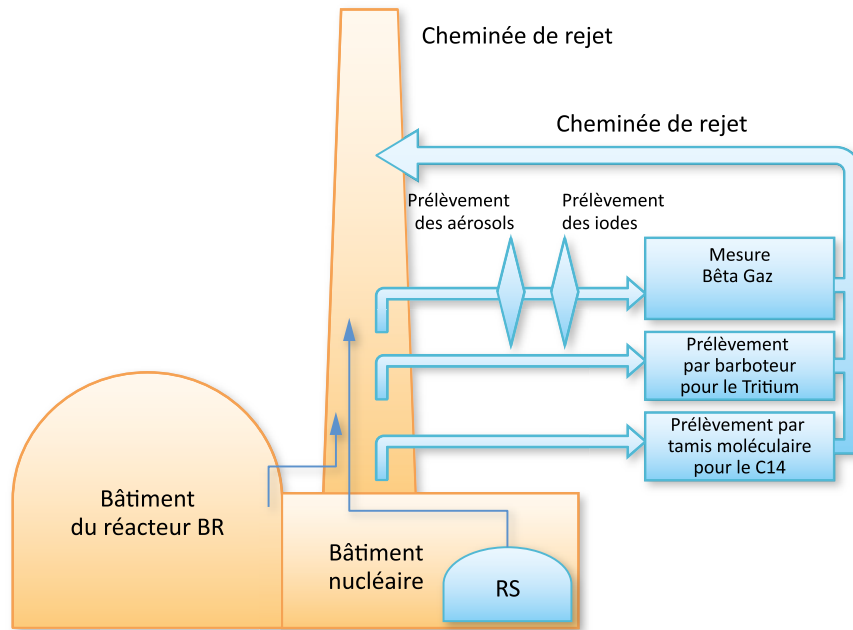 Cheminée de rejet
Cheminée de rejet
Prélèvement
des aérosols
Prélèvement
des iodes
Mesure
Bêta Gaz
Prélèvement
par barboteur
pour le Tritium
Prélèvement par
tamis moléculaire
pour le C14
Bâtiment
du réacteur BR
Bâtiment
nucléaire
RS